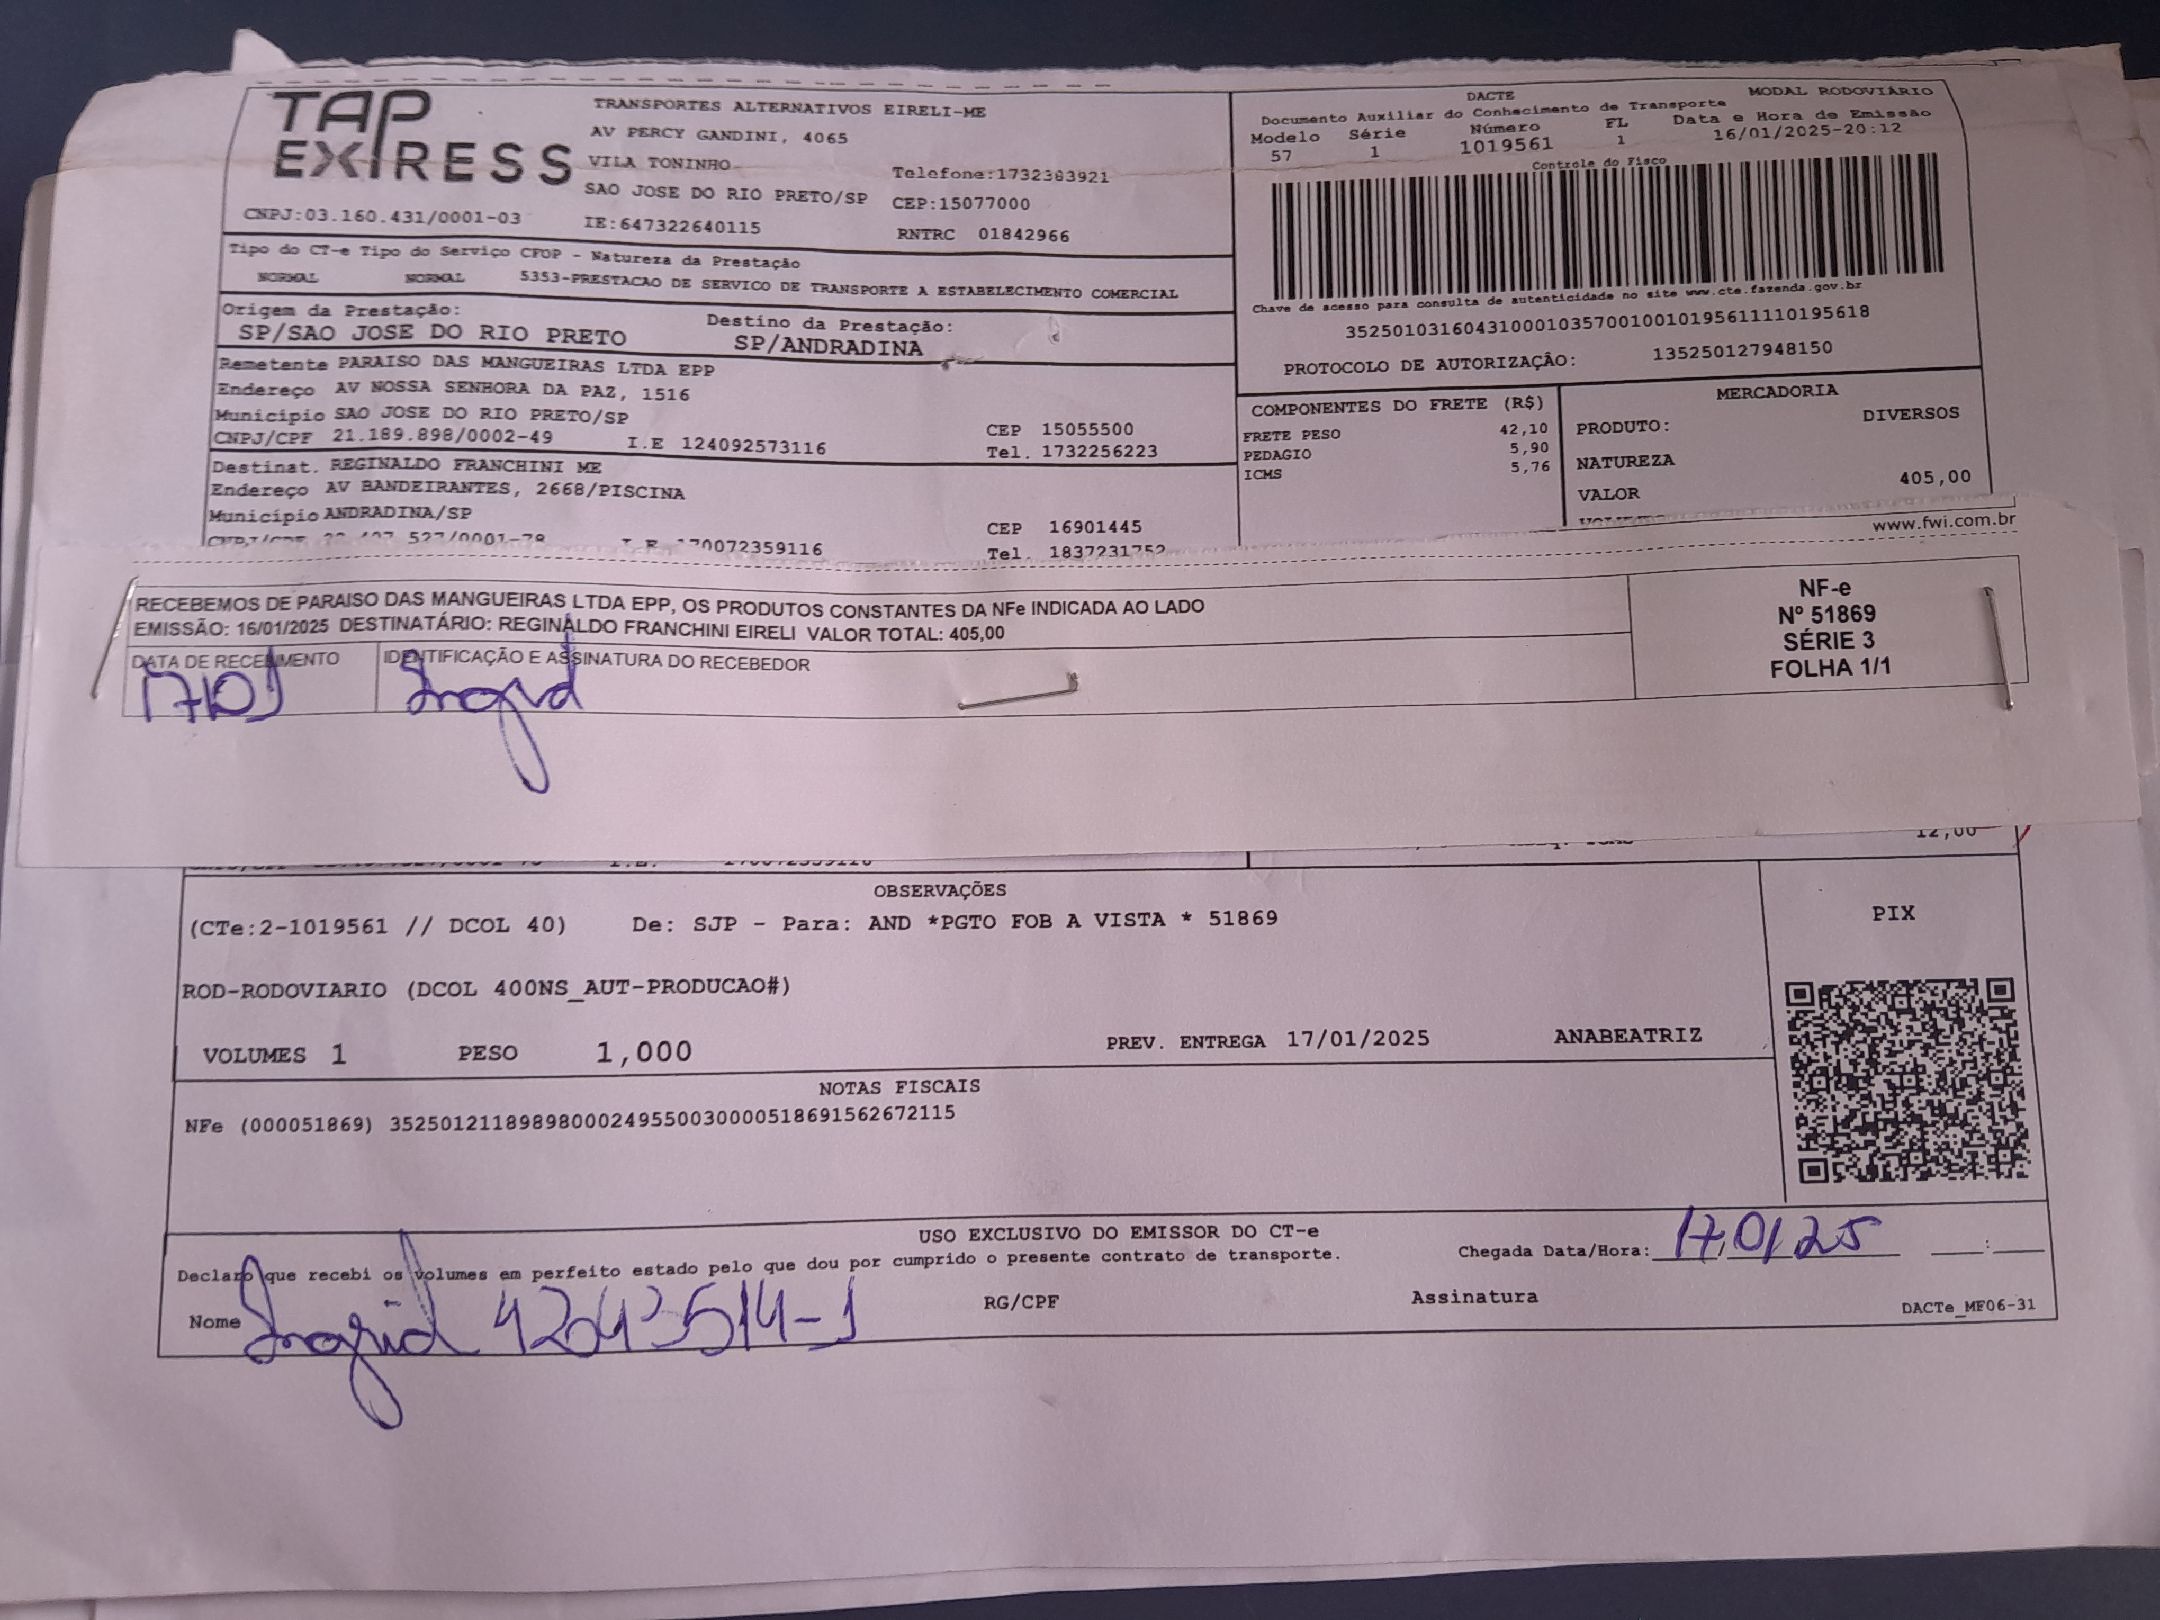 TAP EXPRESS
TRANSPORTES ALTERNATIVOS EIRELI-ME
AV PERCY GANDINI, 4065
VILA TONINHO
Telefone:1732383921
SAO JOSE DO RIO PRETO/SP CEP:15077000
CNPJ:03.160.431/0001-03 IE:647322640115 RNTRC 01842966
DACTE MODAL RODOVIÁRIO
Documento Auxiliar do Conhecimento de Transporte
Modelo Série Número FL Data e Hora de Emissão
57 1 1019561 1 16/01/2025-20:12
Controle do Fisco
Chave de acesso para consulta de autenticidade no site www.cte.fazenda.gov.br
35250103160431000103570010010195611110195618
PROTOCOLO DE AUTORIZAÇÃO: 135250127948150
Tipo do CT-e Tipo do Serviço CFOP - Natureza da Prestação
NORMAL NORMAL 5353-PRESTACAO DE SERVICO DE TRANSPORTE A ESTABELECIMENTO COMERCIAL
Origem da Prestação: Destino da Prestação:
SP/SAO JOSE DO RIO PRETO SP/ANDRADINA
Remetente PARAISO DAS MANGUEIRAS LTDA EPP
Endereço AV NOSSA SENHORA DA PAZ, 1516
Município SAO JOSE DO RIO PRETO/SP CEP 15055500
CNPJ/CPF 21.189.898/0002-49 I.E 124092573116 Tel. 1732256223
Destinat. REGINALDO FRANCHINI ME
Endereço AV BANDEIRANTES, 2668/PISCINA
Município ANDRADINA/SP CEP 16901445
Tel. 1837231752
COMPONENTES DO FRETE (R$)
FRETE PESO 42,10
PEDAGIO 5,90
ICMS 5,76
MERCADORIA
PRODUTO: DIVERSOS
NATUREZA
VALOR 405,00
www.fwi.com.br
RECEBEMOS DE PARAISO DAS MANGUEIRAS LTDA EPP, OS PRODUTOS CONSTANTES DA NFe INDICADA AO LADO
EMISSÃO: 16/01/2025 DESTINATÁRIO: REGINALDO FRANCHINI EIRELI VALOR TOTAL: 405,00
DATA DE RECEBIMENTO IDENTIFICAÇÃO E ASSINATURA DO RECEBEDOR
Ingrid
NF-e
Nº 51869
SÉRIE 3
FOLHA 1/1
12,00
OBSERVAÇÕES
(CTe:2-1019561 // DCOL 40) De: SJP - Para: AND *PGTO FOB A VISTA * 51869
ROD-RODOVIARIO (DCOL 400NS_AUT-PRODUCAO#)
VOLUMES 1 PESO 1,000 PREV. ENTREGA 17/01/2025 ANABEATRIZ
PIX
NOTAS FISCAIS
NFe (000051869) 35250121189898000249550030000518691562672115
USO EXCLUSIVO DO EMISSOR DO CT-e
Declaro que recebi os volumes em perfeito estado pelo que dou por cumprido o presente contrato de transporte.
Chegada Data/Hora: 17,01,25 __:__
Nome Ingrid RG/CPF Assinatura
DACTe_MF06-31